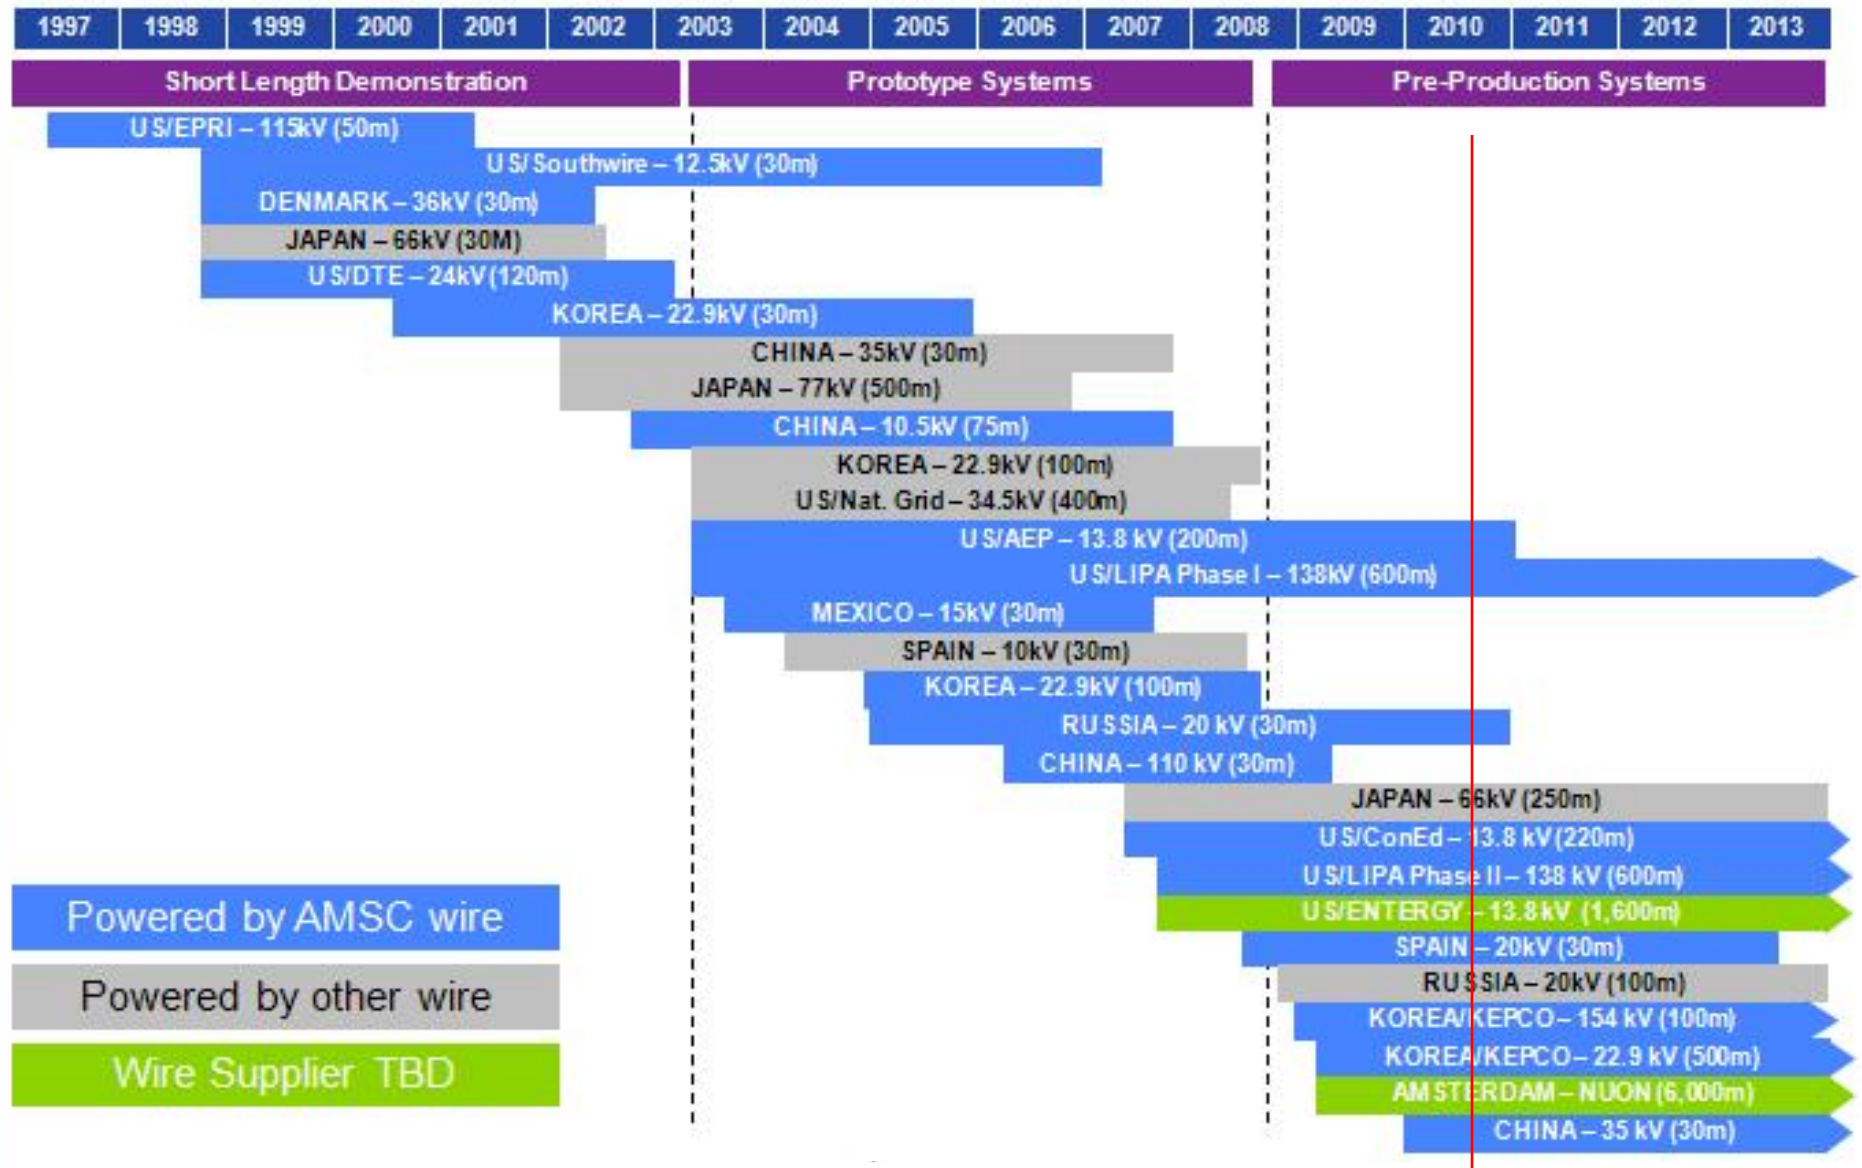 1997 1998 1999 2000 2001 2002 2003 2004 2005 2006 2007 2008 2009 2010 2011 2012 2013
Short Length Demonstration Prototype Systems Pre-Production Systems
US/EPRI – 115kV (50m)
US/Southwire – 12.5kV (30m)
DENMARK – 36kV (30m)
JAPAN – 66kV (30M)
US/DTE – 24kV (120m)
KOREA – 22.9kV (30m)
CHINA – 35kV (30m)
JAPAN – 77kV (500m)
CHINA – 10.5kV (75m)
KOREA – 22.9kV (100m)
US/Nat. Grid – 34.5kV (400m)
US/AEP – 13.8 kV (200m)
US/LIPA Phase I – 138kV (600m)
MEXICO – 15kV (30m)
SPAIN – 10kV (30m)
KOREA – 22.9kV (100m)
RUSSIA – 20 kV (30m)
CHINA – 110 kV (30m)
JAPAN – 66kV (250m)
US/ConEd – 13.8 kV (220m)
US/LIPA Phase II – 138 kV (600m)
US/ENTERGY – 13.8kV (1,600m)
SPAIN – 20kV (30m)
RUSSIA – 20kV (100m)
KOREA/KEPCO – 154 kV (100m)
KOREA/KEPCO – 22.9 kV (500m)
AMSTERDAM – NUON (6,000m)
CHINA – 35 kV (30m)
Powered by AMSC wire
Powered by other wire
Wire Supplier TBD